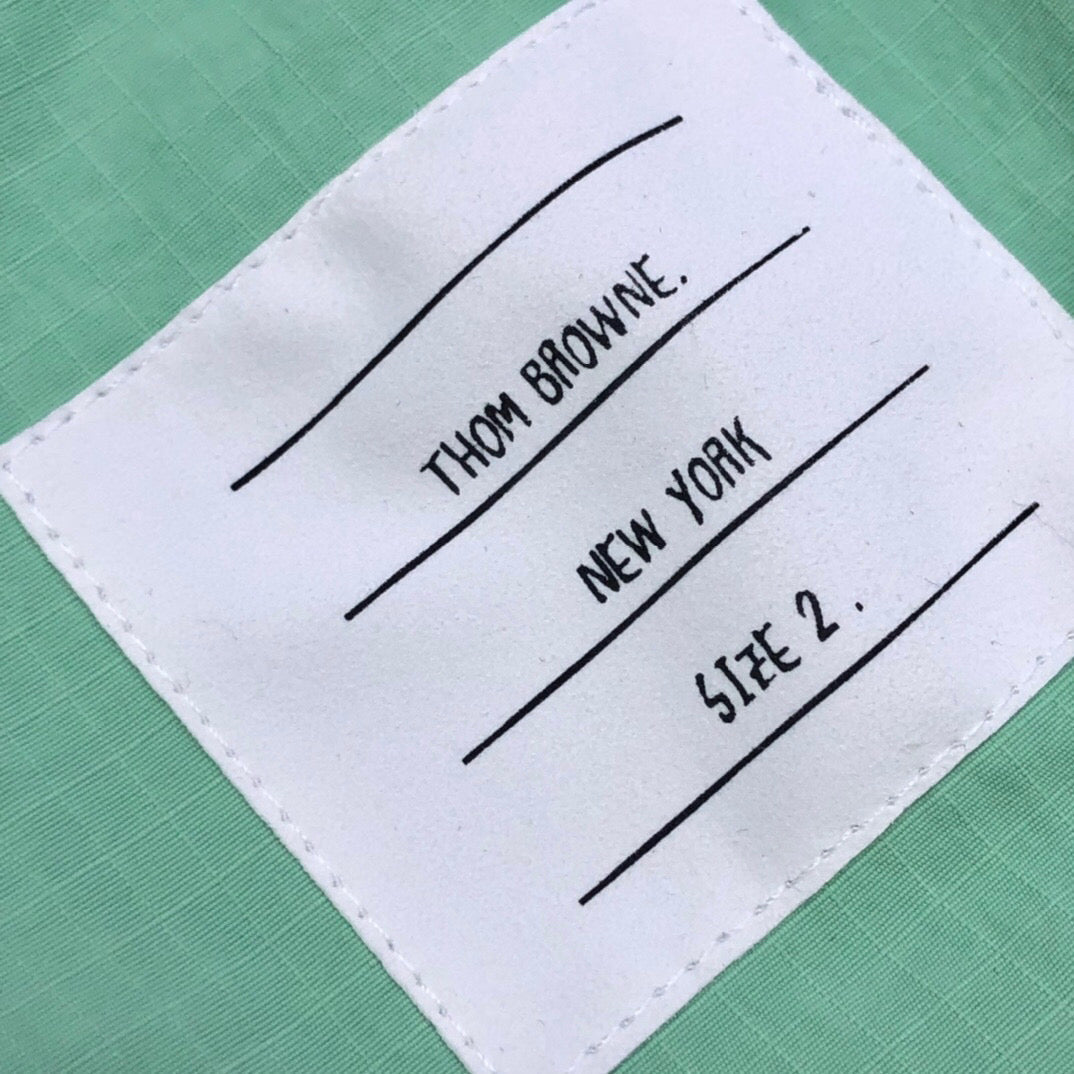 THOM BROWNE.
NEW YORK
SIZE 2 .